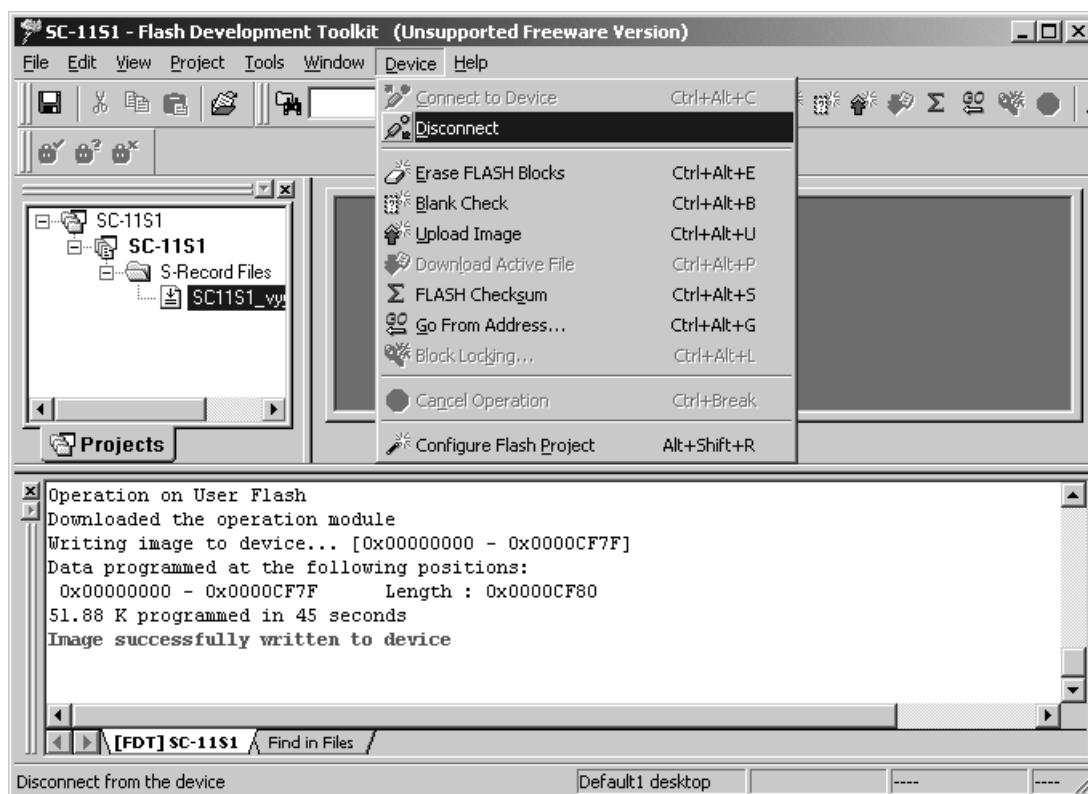 SC-11S1 - Flash Development Toolkit (Unsupported Freeware Version)
File Edit View Project Tools Window Device Help
Connect to Device Ctrl+Alt+C
Disconnect
Erase FLASH Blocks Ctrl+Alt+E
Blank Check Ctrl+Alt+B
Upload Image Ctrl+Alt+U
Download Active File Ctrl+Alt+P
FLASH Checksum Ctrl+Alt+S
Go From Address... Ctrl+Alt+G
Block Locking... Ctrl+Alt+L
Cancel Operation Ctrl+Break
Configure Flash Project Alt+Shift+R
SC-11S1
SC-11S1
S-Record Files
SC11S1_vy
Projects
Operation on User Flash
Downloaded the operation module
Writing image to device... [0x00000000 - 0x0000CF7F]
Data programmed at the following positions:
0x00000000 - 0x0000CF7F Length : 0x0000CF80
51.88 K programmed in 45 seconds
Image successfully written to device
[FDT] SC-11S1 Find in Files
Disconnect from the device Default1 desktop ---- ----